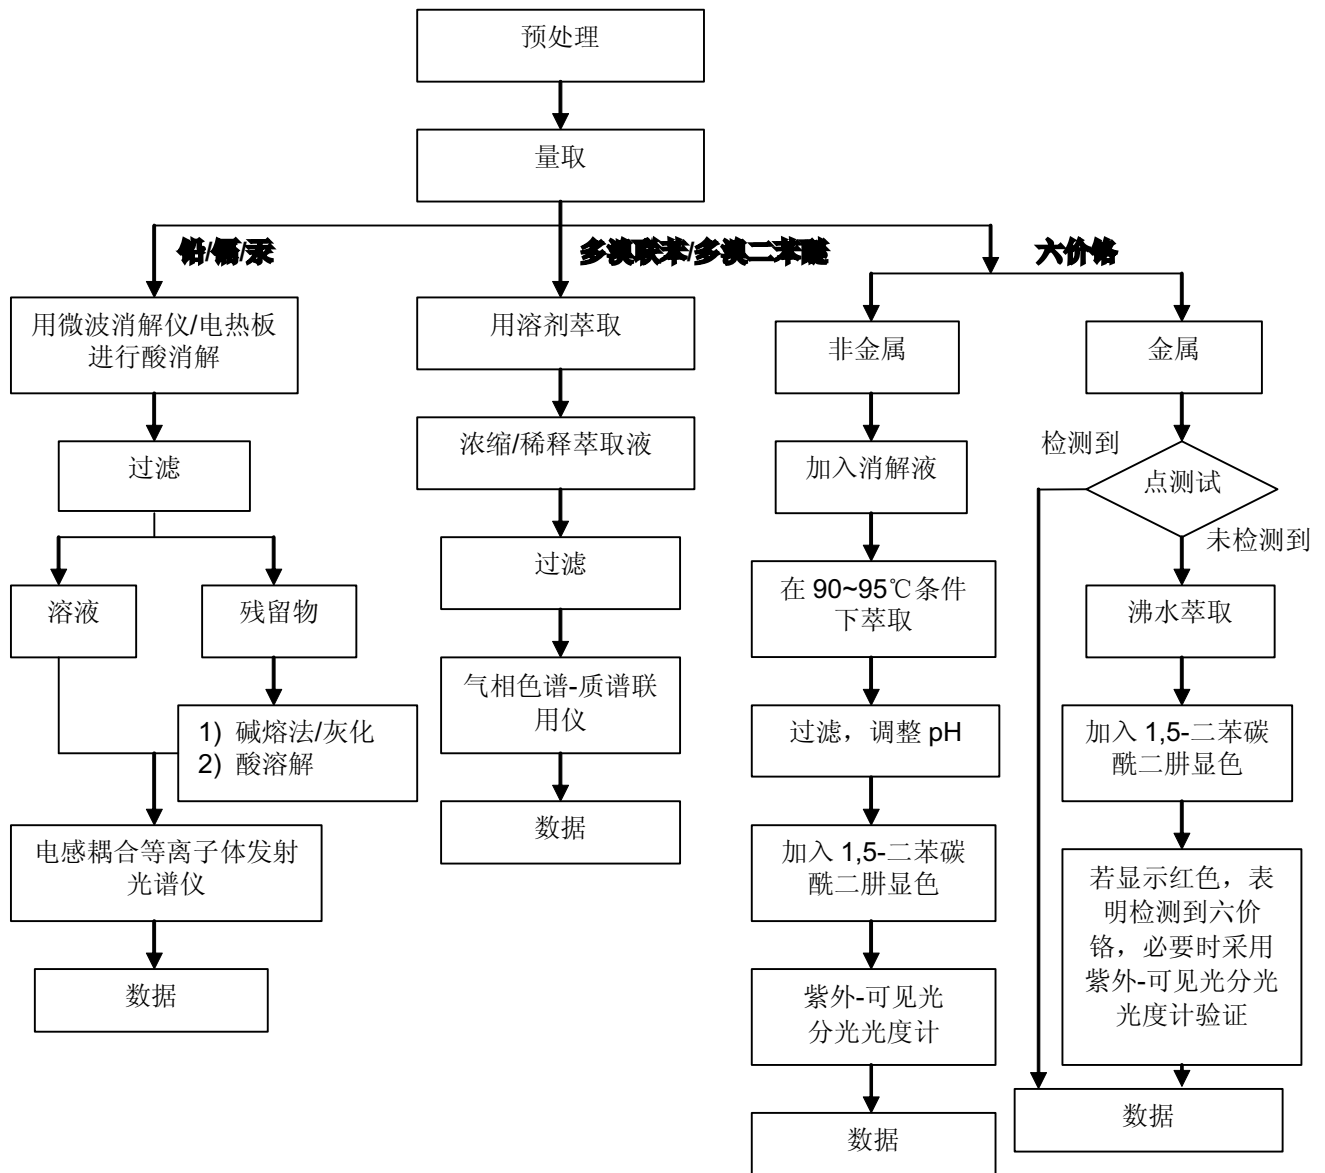 预处理
量取
铅/镉/汞
多溴联苯/多溴二苯醚
六价铬
用微波消解仪/电热板
进行酸消解
过滤
溶液
残留物
1) 碱熔法/灰化
2) 酸溶解
电感耦合等离子体发射
光谱仪
数据
用溶剂萃取
浓缩/稀释萃取液
过滤
气相色谱-质谱联
用仪
数据
非金属
加入消解液
在 90~95℃条件
下萃取
过滤，调整 pH
加入 1,5-二苯碳
酰二肼显色
紫外-可见光
分光光度计
数据
金属
检测到
点测试
未检测到
沸水萃取
加入 1,5-二苯碳
酰二肼显色
若显示红色，表
明检测到六价
铬，必要时采用
紫外-可见光分光
光度计验证
数据